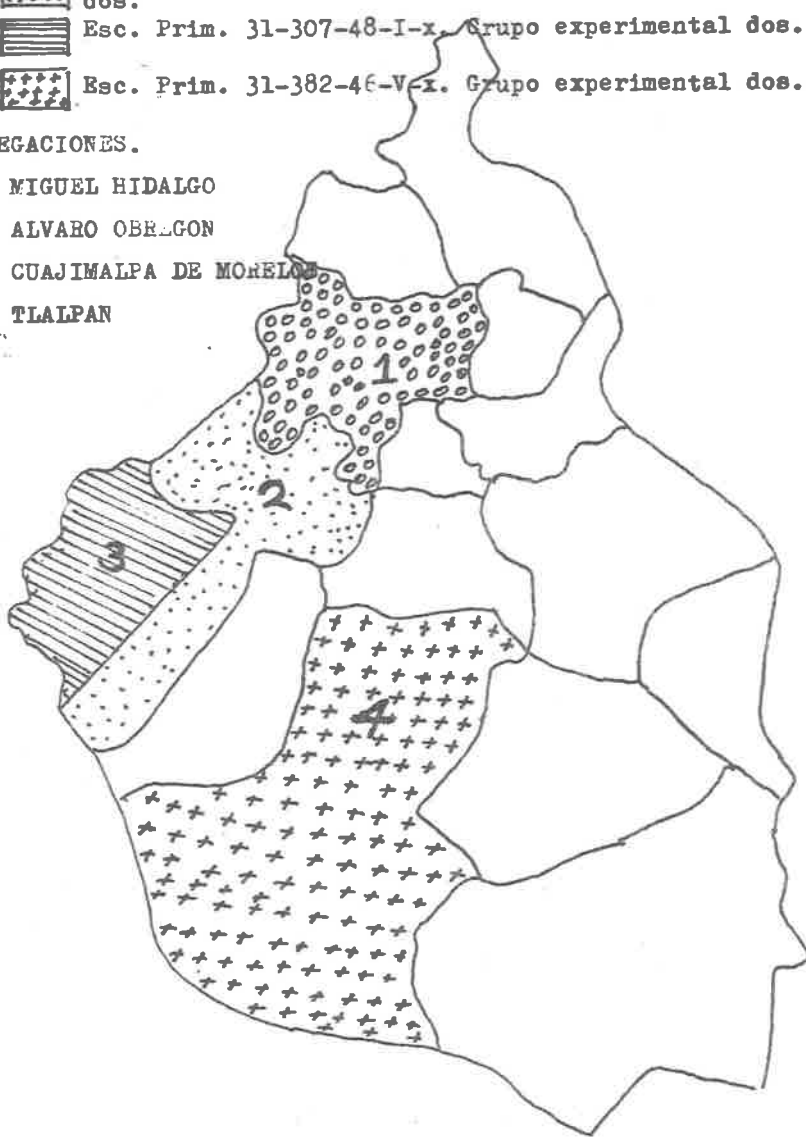 dos.
Esc. Prim. 31-307-48-I-x. Grupo experimental dos.
Esc. Prim. 31-382-46-V-x. Grupo experimental dos.
EGACIONES.
MIGUEL HIDALGO
ALVARO OBREGON
CUAJIMALPA DE MORELOS
TLALPAN
1
2
3
4